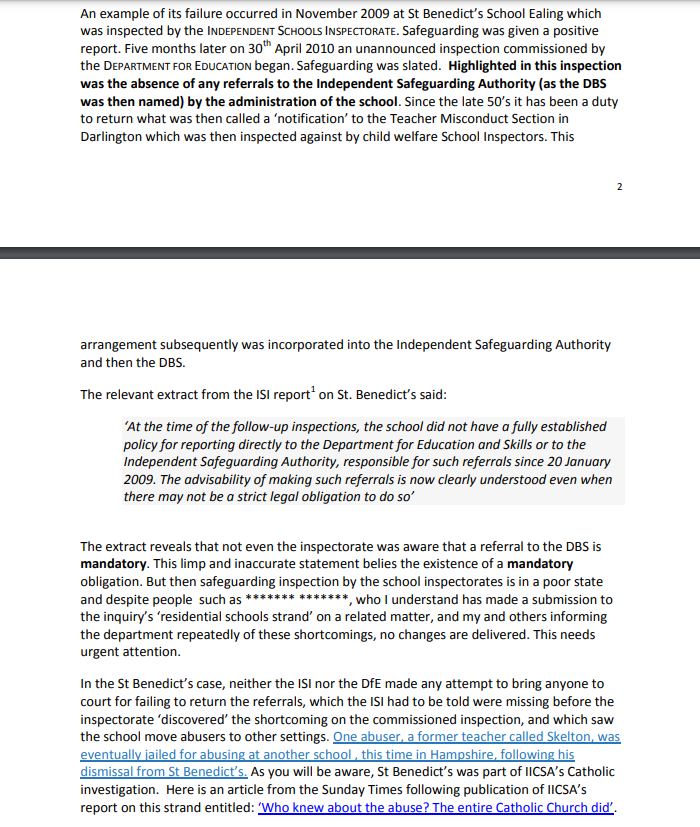 An example of its failure occurred in November 2009 at St Benedict's School Ealing which
was inspected by the INDEPENDENT SCHOOLS INSPECTORATE. Safeguarding was given a positive
report. Five months later on 30th April 2010 an unannounced inspection commissioned by
the DEPARTMENT FOR EDUCATION began. Safeguarding was slated. Highlighted in this inspection
was the absence of any referrals to the Independent Safeguarding Authority (as the DBS
was then named) by the administration of the school. Since the late 50's it has been a duty
to return what was then called a 'notification' to the Teacher Misconduct Section in
Darlington which was then inspected against by child welfare School Inspectors. This
2
arrangement subsequently was incorporated into the Independent Safeguarding Authority
and then the DBS.
The relevant extract from the ISI report1 on St. Benedict's said:
'At the time of the follow-up inspections, the school did not have a fully established
policy for reporting directly to the Department for Education and Skills or to the
Independent Safeguarding Authority, responsible for such referrals since 20 January
2009. The advisability of making such referrals is now clearly understood even when
there may not be a strict legal obligation to do so'
The extract reveals that not even the inspectorate was aware that a referral to the DBS is
mandatory. This limp and inaccurate statement belies the existence of a mandatory
obligation. But then safeguarding inspection by the school inspectorates is in a poor state
and despite people such as ******* *******, who I understand has made a submission to
the inquiry's 'residential schools strand' on a related matter, and my and others informing
the department repeatedly of these shortcomings, no changes are delivered. This needs
urgent attention.
In the St Benedict's case, neither the ISI nor the DfE made any attempt to bring anyone to
court for failing to return the referrals, which the ISI had to be told were missing before the
inspectorate 'discovered' the shortcoming on the commissioned inspection, and which saw
the school move abusers to other settings. One abuser, a former teacher called Skelton, was
eventually jailed for abusing at another school , this time in Hampshire, following his
dismissal from St Benedict's. As you will be aware, St Benedict's was part of IICSA's Catholic
investigation. Here is an article from the Sunday Times following publication of IICSA's
report on this strand entitled: 'Who knew about the abuse? The entire Catholic Church did'.